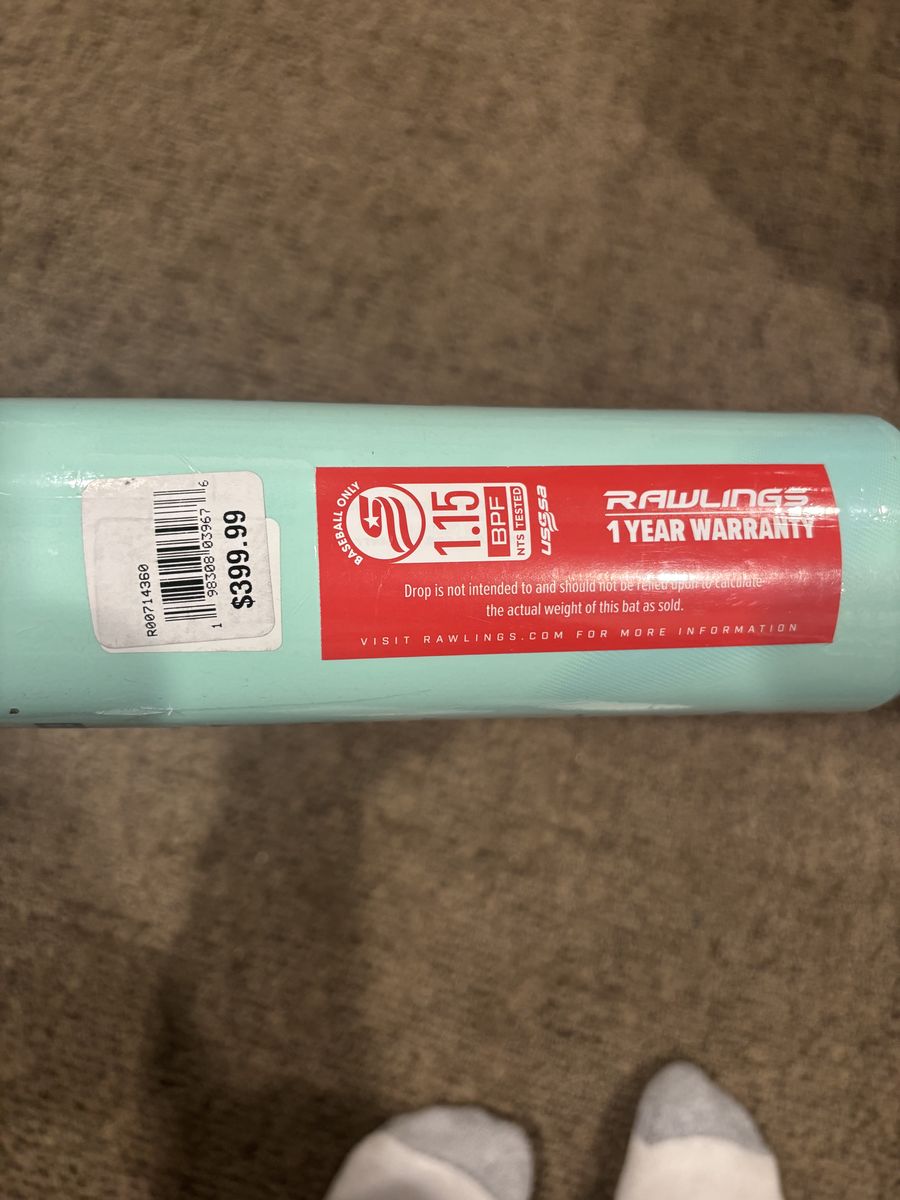 R00714360
1 98308 03967 6
$399.99
BASEBALL ONLY
1.15
BPF
NTS TESTED
USSSA
RAWLINGS
1 YEAR WARRANTY
Drop is not intended to and should not be relied upon to calculate
the actual weight of this bat as sold.
VISIT RAWLINGS.COM FOR MORE INFORMATION